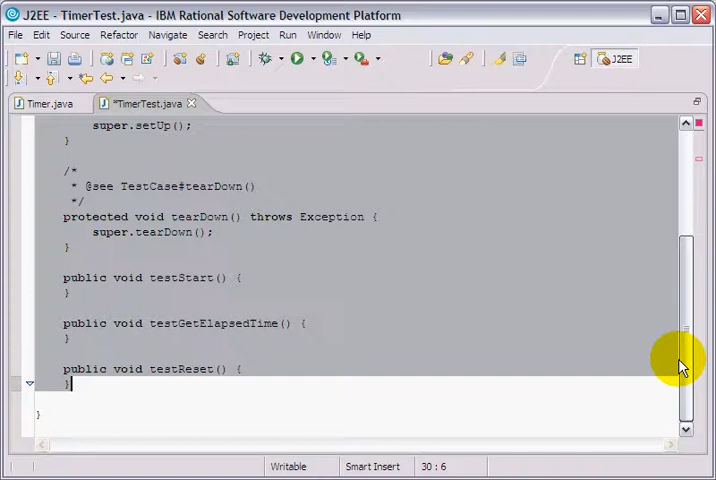 J2EE - TimerTest.java - IBM Rational Software Development Platform
File Edit Source Refactor Navigate Search Project Run Window Help
J2EE
Timer.java *TimerTest.java
super.setUp();
}
/*
* @see TestCase#tearDown()
*/
protected void tearDown() throws Exception {
super.tearDown();
}
public void testStart() {
}
public void testGetElapsedTime() {
}
public void testReset() {
}
}
Writable Smart Insert 30 : 6